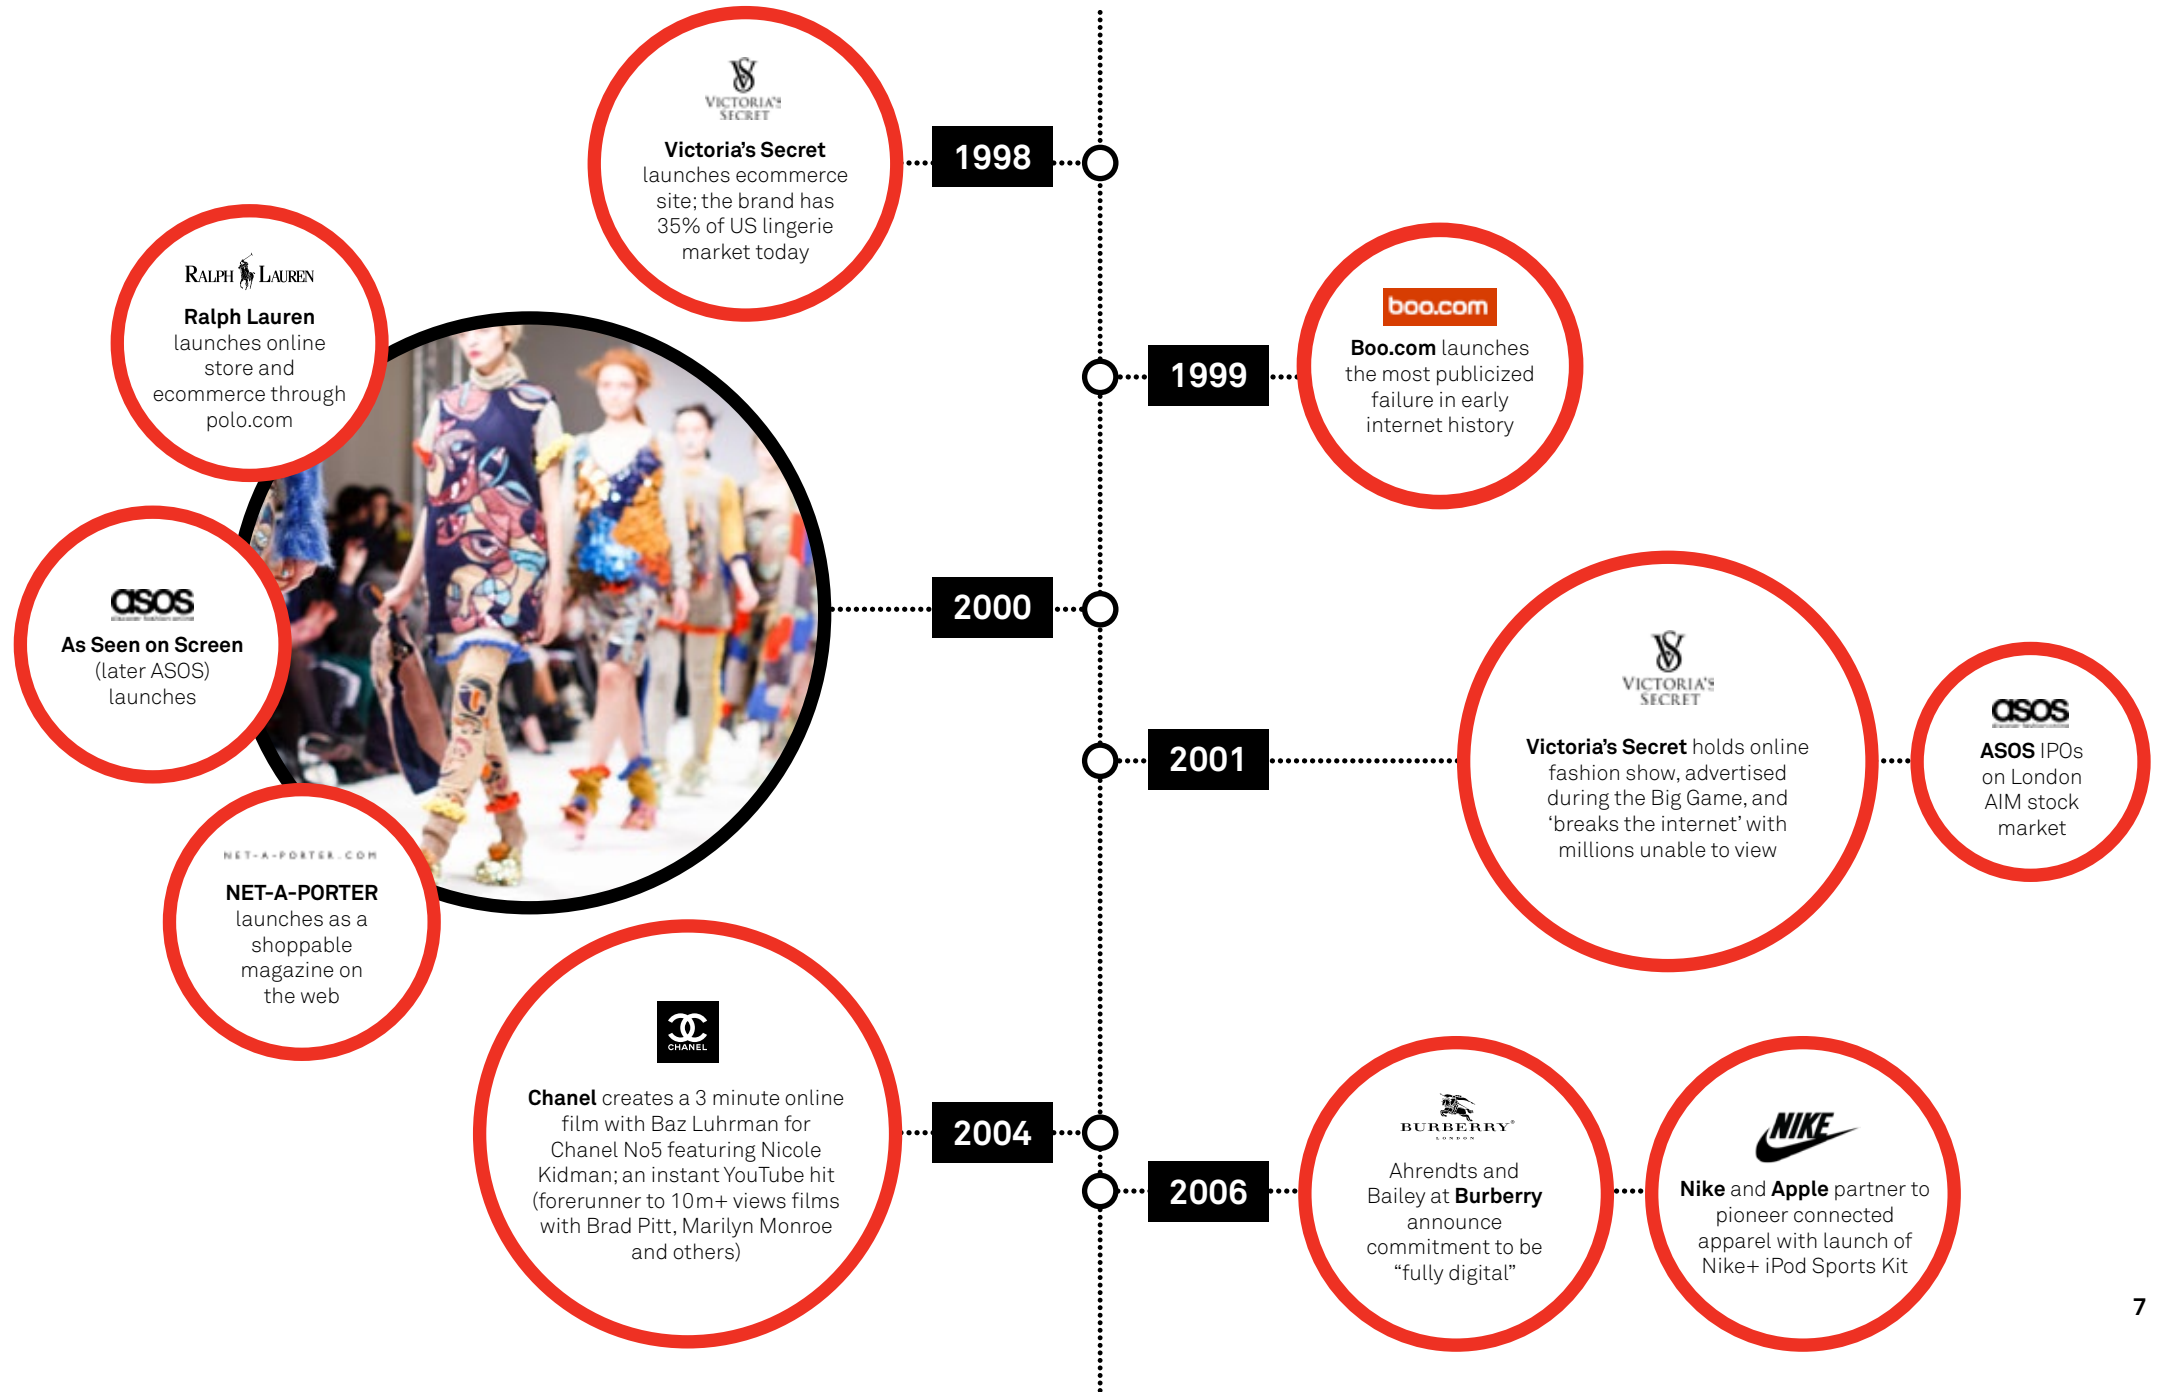 VICTORIA'S
SECRET
Victoria's Secret
launches ecommerce
site; the brand has
35% of US lingerie
market today
1998
RALPH LAUREN
Ralph Lauren
launches online
store and
ecommerce through
polo.com
boo.com
Boo.com launches
the most publicized
failure in early
internet history
1999
asos
As Seen on Screen
(later ASOS)
launches
2000
NET-A-PORTER.COM
NET-A-PORTER
launches as a
shoppable
magazine on
the web
2001
VICTORIA'S
SECRET
Victoria's Secret holds online
fashion show, advertised
during the Big Game, and
‘breaks the internet’ with
millions unable to view
asos
ASOS IPOs
on London
AIM stock
market
CHANEL
Chanel creates a 3 minute online
film with Baz Luhrman for
Chanel No5 featuring Nicole
Kidman; an instant YouTube hit
(forerunner to 10m+ views films
with Brad Pitt, Marilyn Monroe
and others)
2004
2006
BURBERRY®
LONDON
Ahrendts and
Bailey at Burberry
announce
commitment to be
“fully digital”
NIKE
Nike and Apple partner to
pioneer connected
apparel with launch of
Nike+ iPod Sports Kit
7